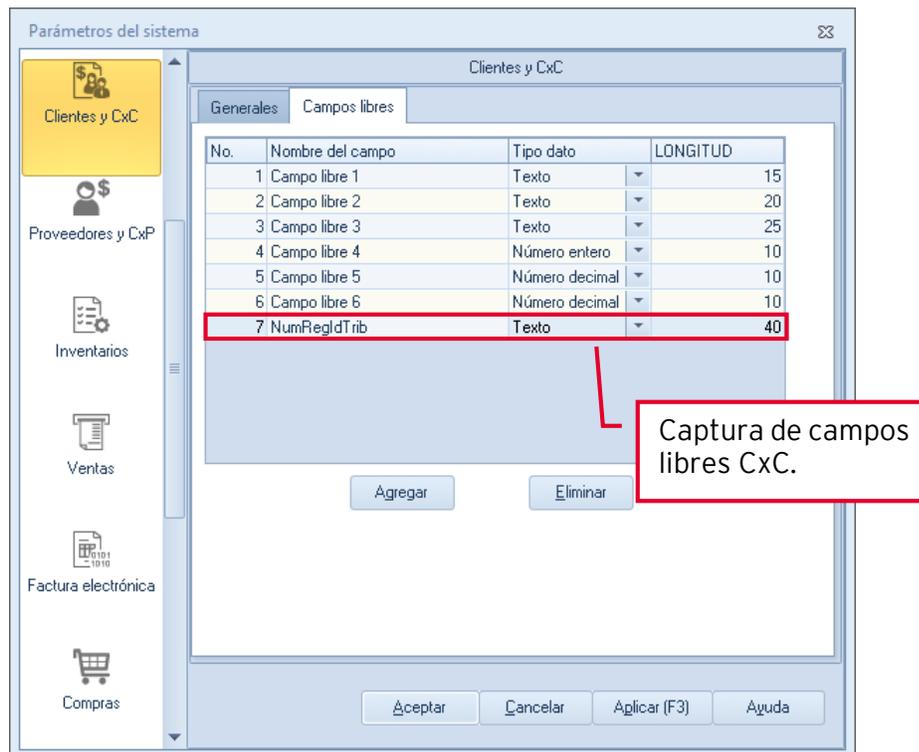 Parámetros del sistema
Clientes y CxC
Proveedores y CxP
Inventarios
Ventas
Factura electrónica
Compras
Clientes y CxC
Generales Campos libres
No. Nombre del campo Tipo dato LONGITUD
1 Campo libre 1 Texto 15
2 Campo libre 2 Texto 20
3 Campo libre 3 Texto 25
4 Campo libre 4 Número entero 10
5 Campo libre 5 Número decimal 10
6 Campo libre 6 Número decimal 10
7 NumRegIdTrib Texto 40
Captura de campos
libres CxC.
Agregar Eliminar
Aceptar Cancelar Aplicar (F3) Ayuda